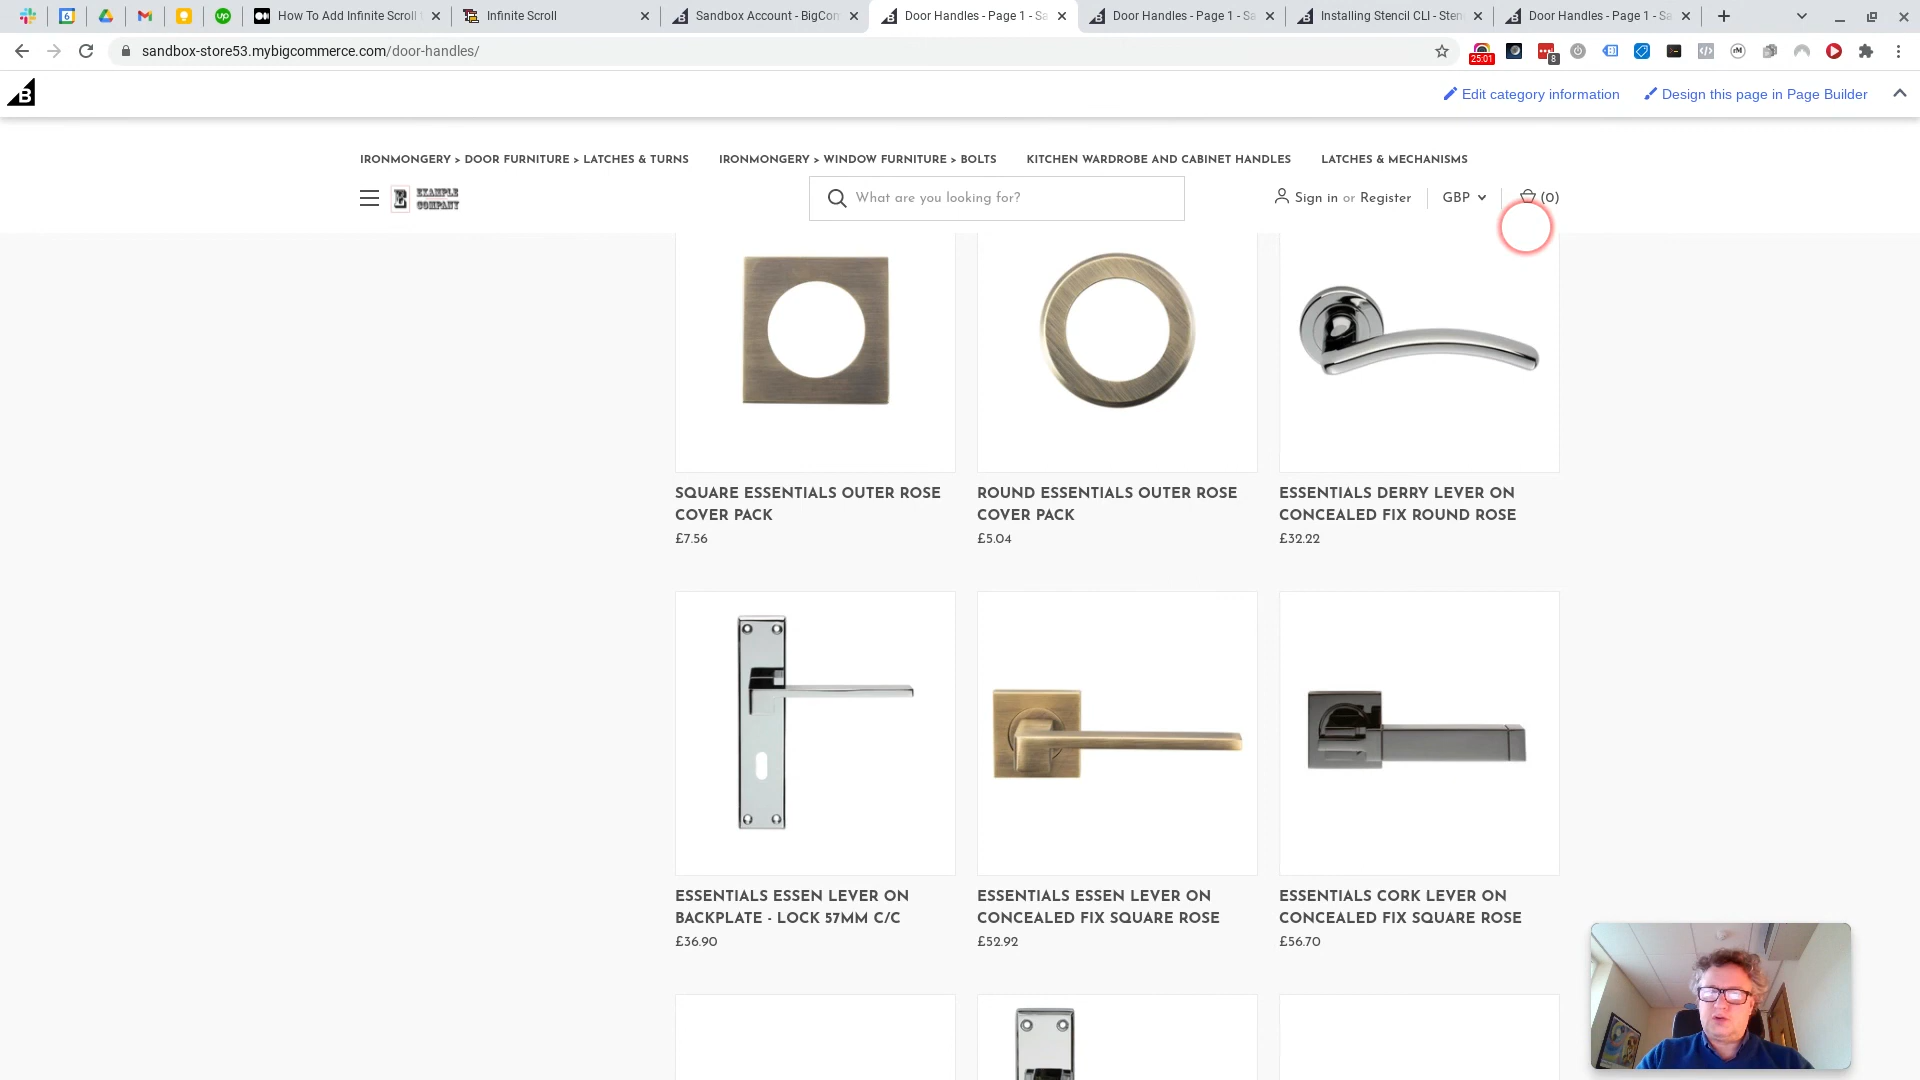 How To Add Infinite Scroll
Infinite Scroll
Sandbox Account - BigCom
Door Handles - Page 1 - Sa
Door Handles - Page 1 - Sa
Installing Stencil CLI - Sten
Door Handles - Page 1 - Sa
sandbox-store53.mybigcommerce.com/door-handles/
25:01
8
Edit category information
Design this page in Page Builder
IRONMONGERY > DOOR FURNITURE > LATCHES & TURNS
IRONMONGERY > WINDOW FURNITURE > BOLTS
KITCHEN WARDROBE AND CABINET HANDLES
LATCHES & MECHANISMS
E EXAMPLE
COMPANY
What are you looking for?
Sign in or Register
GBP
(0)
SQUARE ESSENTIALS OUTER ROSE
COVER PACK
£7.56
ROUND ESSENTIALS OUTER ROSE
COVER PACK
£5.04
ESSENTIALS DERRY LEVER ON
CONCEALED FIX ROUND ROSE
£32.22
ESSENTIALS ESSEN LEVER ON
BACKPLATE - LOCK 57MM C/C
£36.90
ESSENTIALS ESSEN LEVER ON
CONCEALED FIX SQUARE ROSE
£52.92
ESSENTIALS CORK LEVER ON
CONCEALED FIX SQUARE ROSE
£56.70